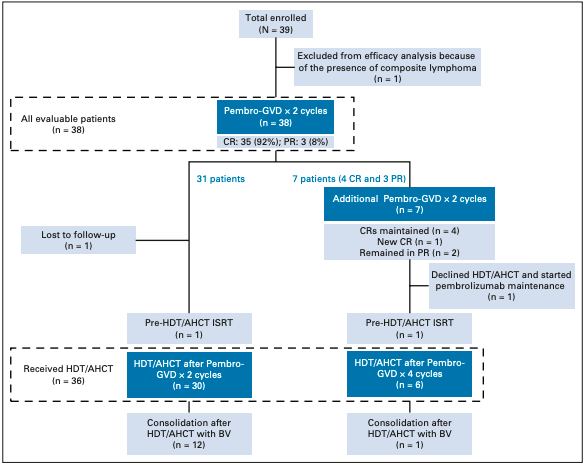 Total enrolled
(N = 39)
Excluded from efficacy analysis because
of the presence of composite lymphoma
(n = 1)
All evaluable patients
(n = 38)
Pembro-GVD × 2 cycles
(n = 38)
CR: 35 (92%); PR: 3 (8%)
31 patients
7 patients (4 CR and 3 PR)
Additional Pembro-GVD × 2 cycles
(n = 7)
CRs maintained (n = 4)
New CR (n = 1)
Remained in PR (n = 2)
Lost to follow-up
(n = 1)
Declined HDT/AHCT and started
pembrolizumab maintenance
(n = 1)
Pre-HDT/AHCT ISRT
(n = 1)
Pre-HDT/AHCT ISRT
(n = 1)
Received HDT/AHCT
(n = 36)
HDT/AHCT after Pembro-
GVD × 2 cycles
(n = 30)
HDT/AHCT after Pembro-
GVD × 4 cycles
(n = 6)
Consolidation after
HDT/AHCT with BV
(n = 12)
Consolidation after
HDT/AHCT with BV
(n = 1)